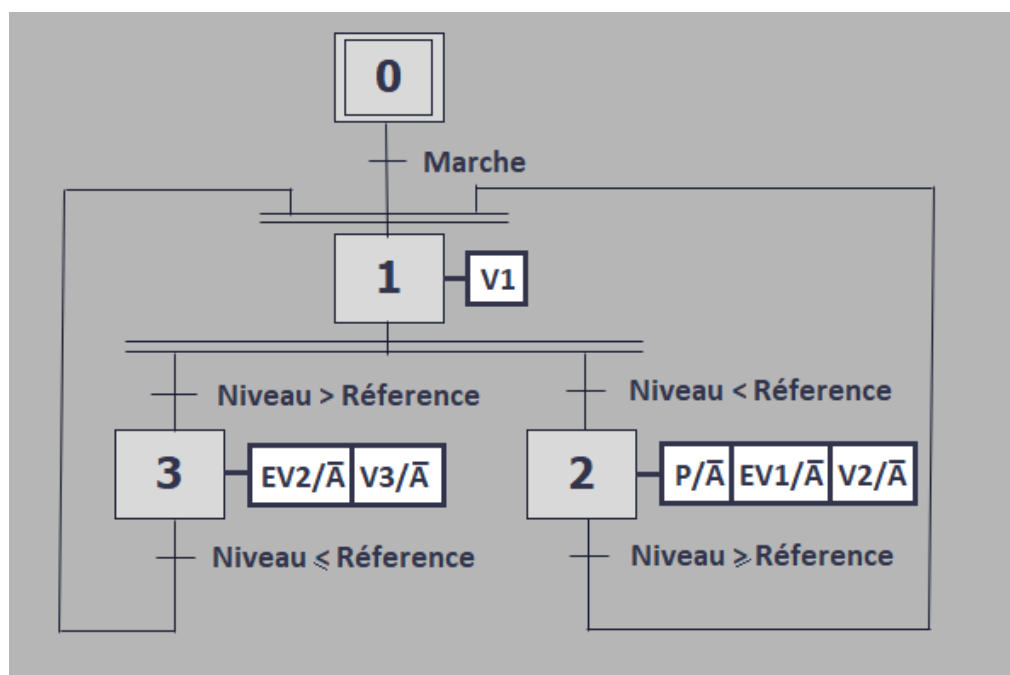 0
Marche
1
V1
Niveau > Réference
Niveau < Réference
3
EV2/A̅
V3/A̅
2
P/A̅
EV1/A̅
V2/A̅
Niveau ⩽ Réference
Niveau ⩾ Réference